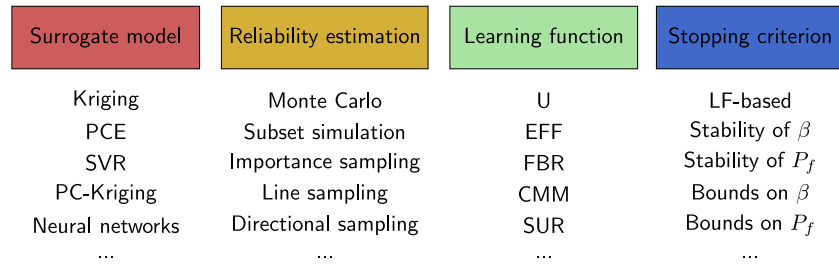 Surrogate model Reliability estimation Learning function Stopping criterion
Kriging Monte Carlo U LF-based
PCE Subset simulation EFF Stability of β
SVR Importance sampling FBR Stability of P_f
PC-Kriging Line sampling CMM Bounds on β
Neural networks Directional sampling SUR Bounds on P_f
... ... ... ...